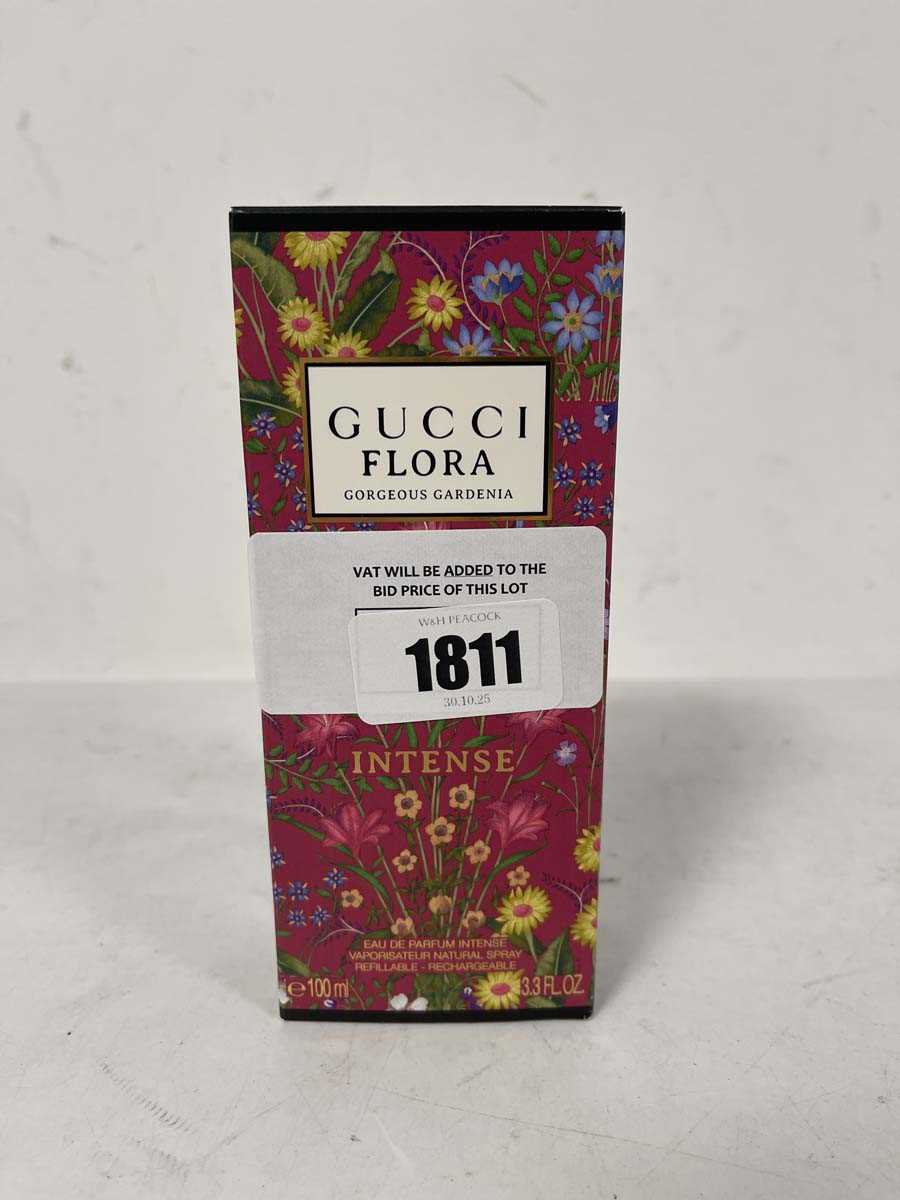 GUCCI
FLORA
GORGEOUS GARDENIA
VAT WILL BE ADDED TO THE
BID PRICE OF THIS LOT
W&H PEACOCK
1811
30.10.25
INTENSE
EAU DE PARFUM INTENSE
VAPORISATEUR NATURAL SPRAY
REFILLABLE - RECHARGEABLE
℮100 ml 3.3 FL.OZ.